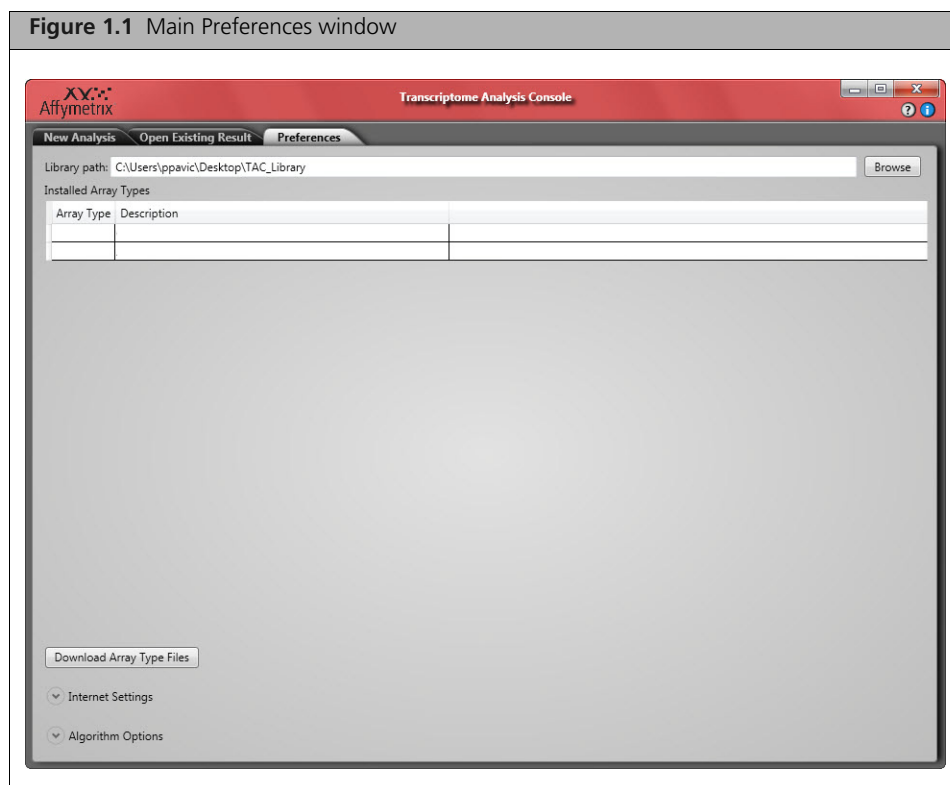 Figure 1.1 Main Preferences window
Affymetrix
Transcriptome Analysis Console
New Analysis Open Existing Result Preferences
Library path: C:\Users\ppavic\Desktop\TAC_Library Browse
Installed Array Types
Array Type Description
Download Array Type Files
Internet Settings
Algorithm Options